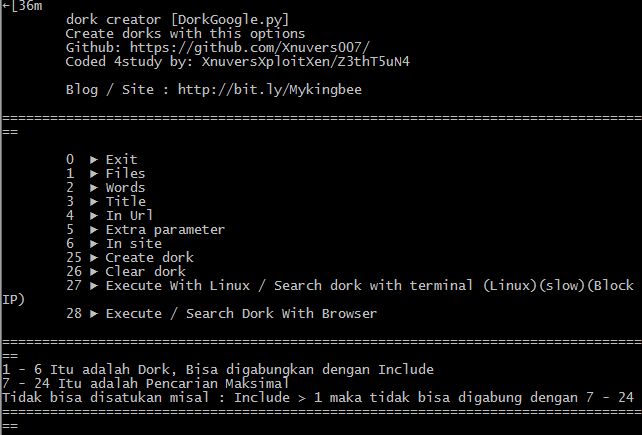 ←[36m
dork creator [DorkGoogle.py]
Create dorks with this options
Github: https://github.com/Xnuvers007/
Coded 4study by: XnuversXploitXen/Z3thT5uN4
Blog / Site : http://bit.ly/Mykingbee
================================================================================
==
0 ► Exit
1 ► Files
2 ► Words
3 ► Title
4 ► In Url
5 ► Extra parameter
6 ► In site
25 ► Create dork
26 ► Clear dork
27 ► Execute With Linux / Search dork with terminal (Linux)(slow)(Block
IP)
28 ► Execute / Search Dork With Browser
================================================================================
==
1 - 6 Itu adalah Dork, Bisa digabungkan dengan Include
7 - 24 Itu adalah Pencarian Maksimal
Tidak bisa disatukan misal : Include > 1 maka tidak bisa digabung dengan 7 - 24
================================================================================
==